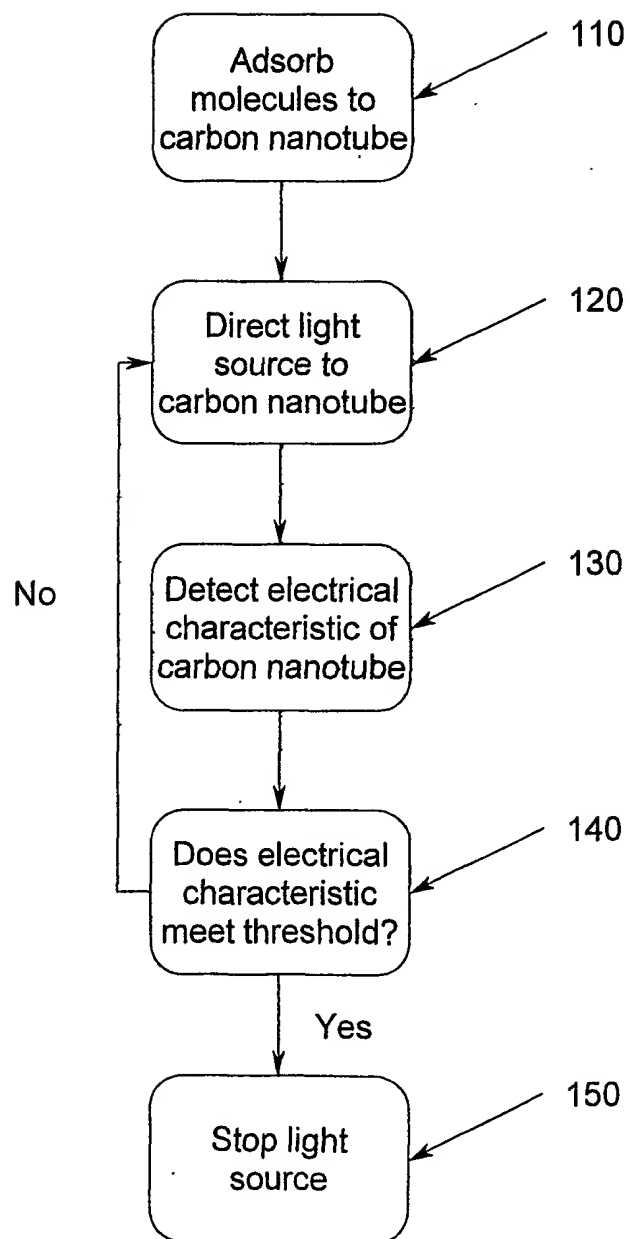 Adsorb
molecules to
carbon nanotube
110
Direct light
source to
carbon nanotube
120
Detect electrical
characteristic of
carbon nanotube
130
No
Does electrical
characteristic
meet threshold?
140
Yes
Stop light
source
150